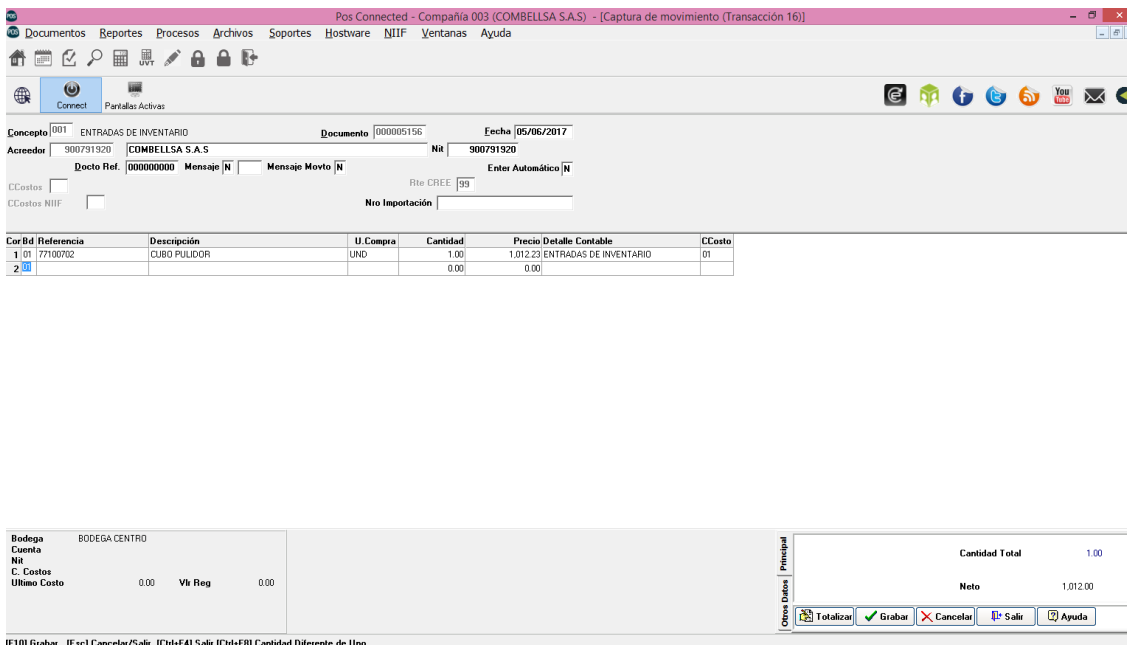 POS Pos Connected - Compañía 003 (COMBELLSA S.A.S) - [Captura de movimiento (Transacción 16)]
Documentos Reportes Procesos Archivos Soportes Hostware NIIF Ventanas Ayuda
UVT
Connect Pantallas Activas You Tube
Concepto 001 ENTRADAS DE INVENTARIO Documento 000005156 Fecha 05/06/2017
Acreedor 900791920 COMBELLSA S.A.S Nit 900791920
Docto Ref. 000000000 Mensaje N Mensaje Movto N Enter Automático N
CCostos Rte CREE 99
CCostos NIIF Nro Importación
Cor Bd Referencia Descripción U.Compra Cantidad Precio Detalle Contable CCosto
1 01 77100702 CUBO PULIDOR UND 1.00 1,012.23 ENTRADAS DE INVENTARIO 01
2 01 0.00 0.00
Bodega BODEGA CENTRO
Cuenta
Nit
C. Costos
Ultimo Costo 0.00 Vlr Reg 0.00
Principal
Otros Datos
Cantidad Total 1.00
Neto 1,012.00
Totalizar Grabar Cancelar Salir Ayuda
[F10] Grabar [Esc] Cancelar/Salir [Ctrl+F4] Salir [Ctrl+F8] Cantidad Diferente de Uno